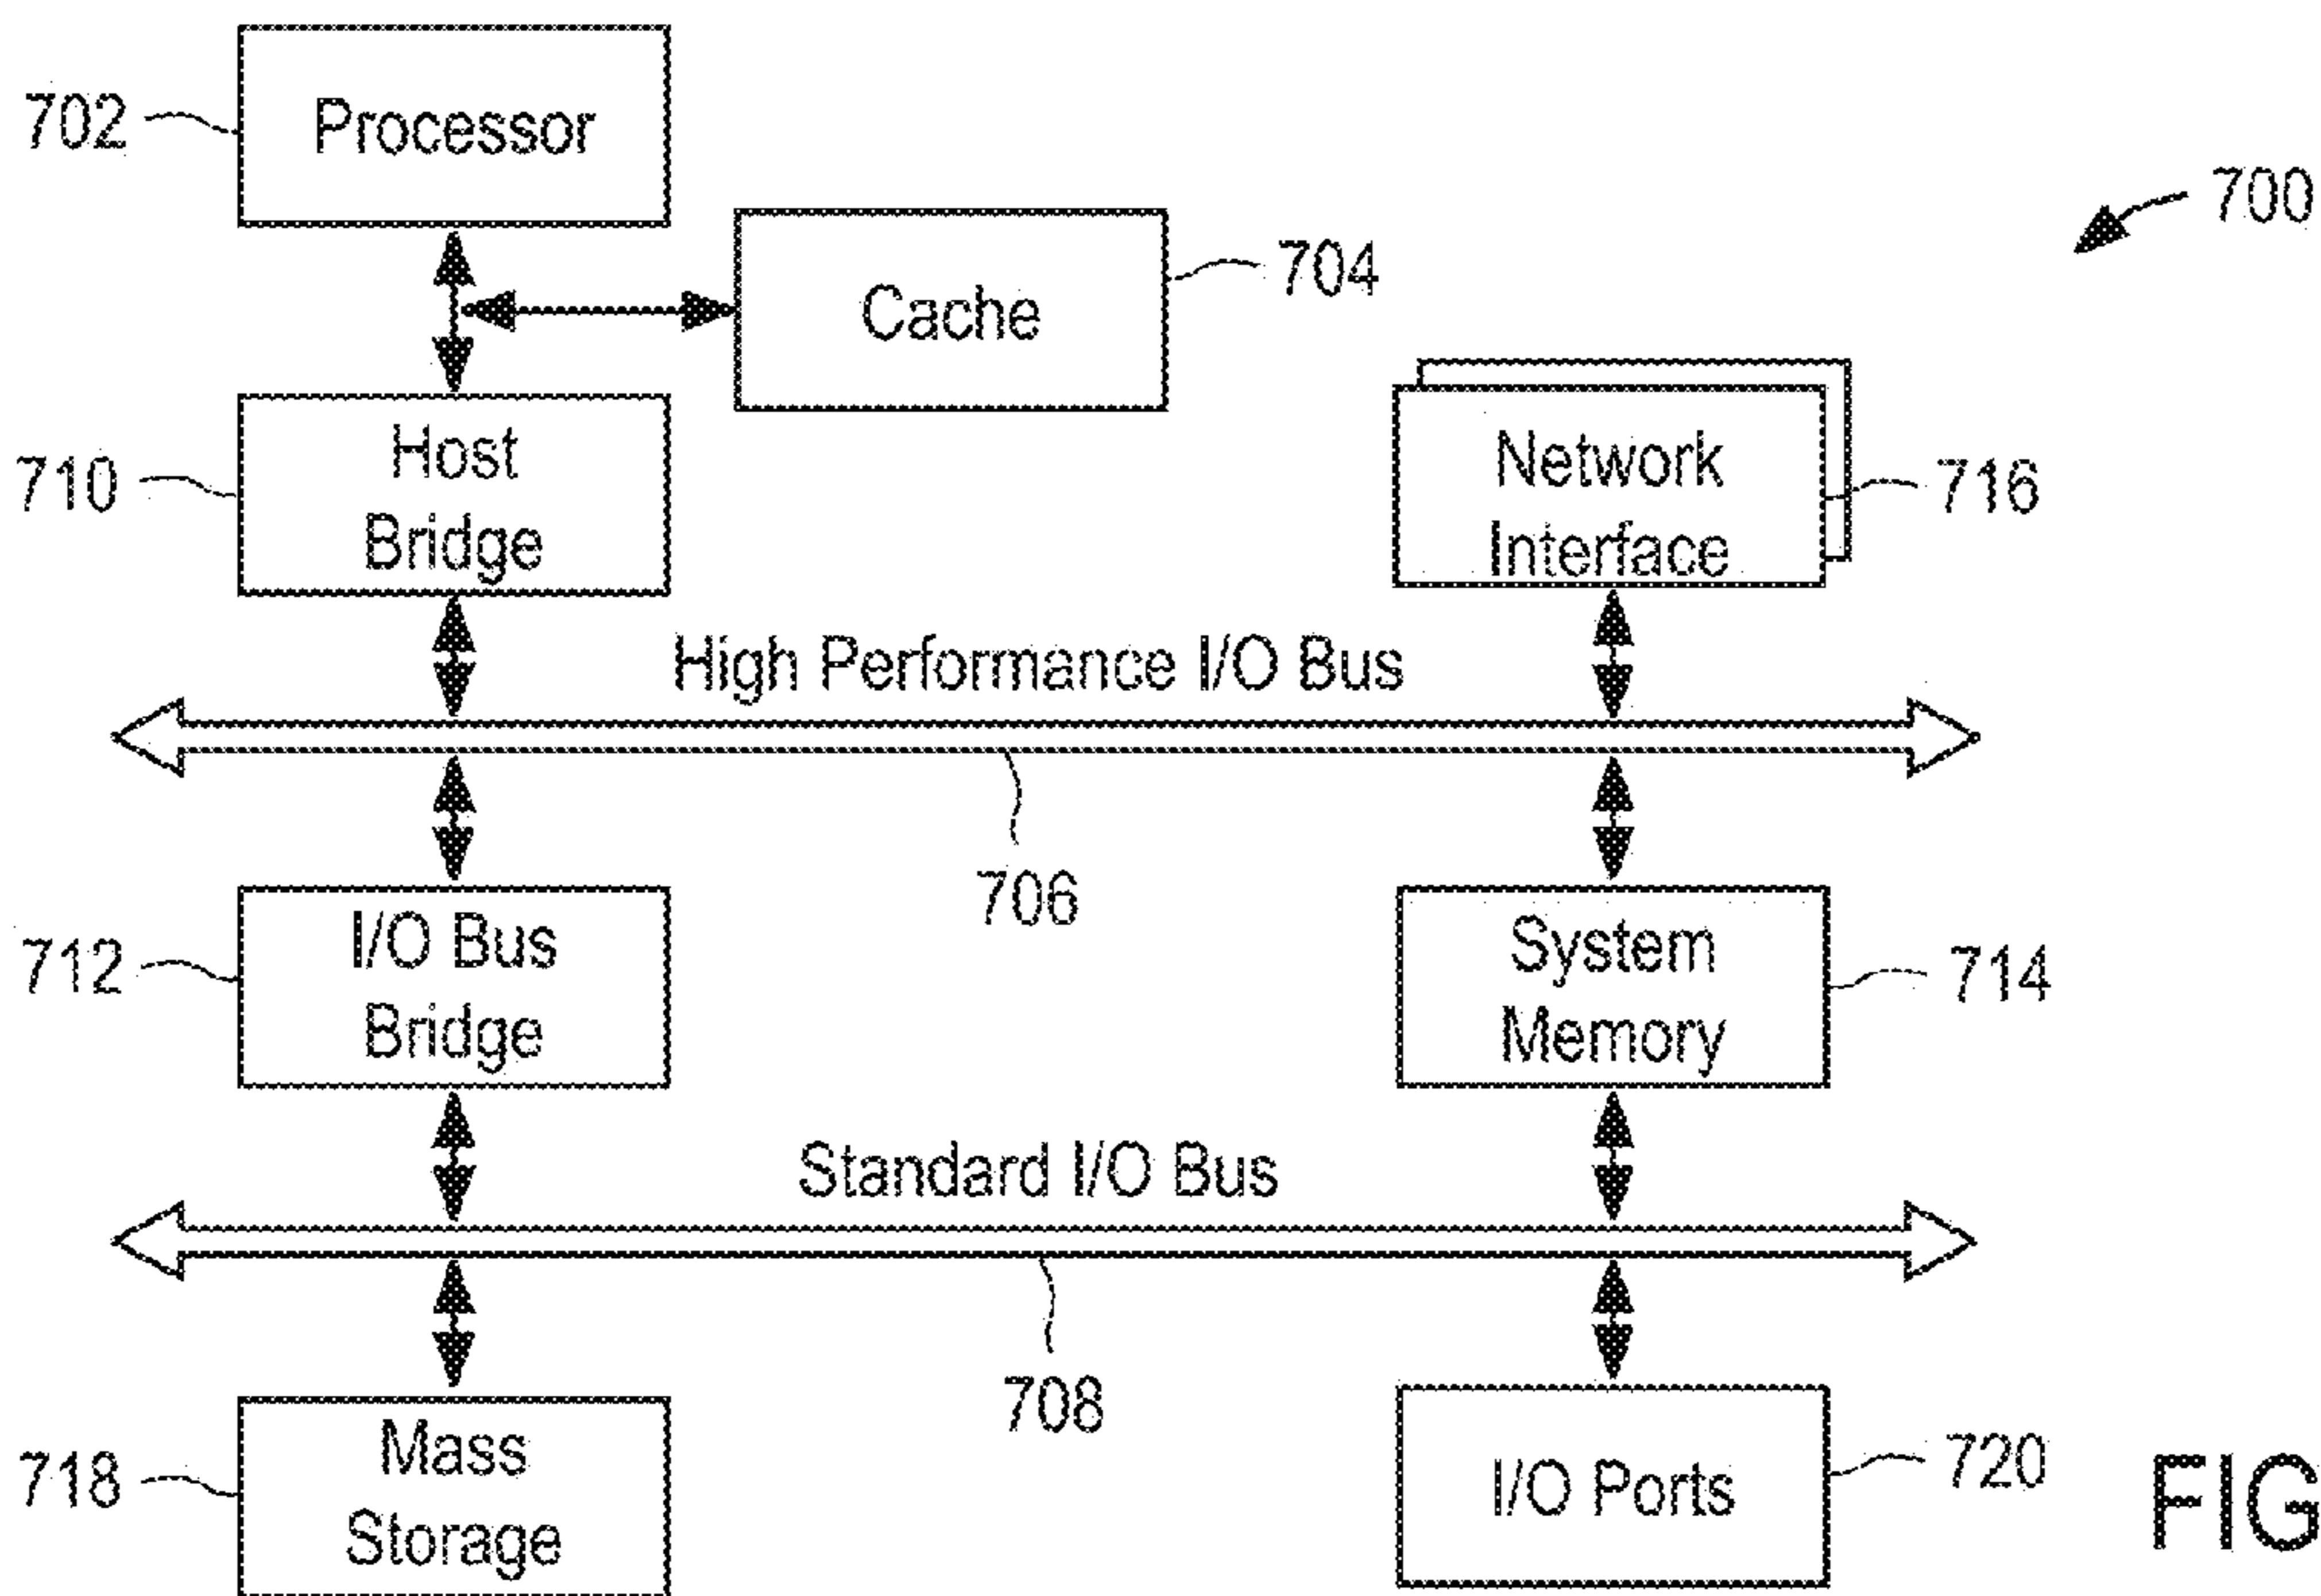 702
Processor
700
Cache
704
710
Host
Bridge
Network
Interface
716
High Performance I/O Bus
706
712
I/O Bus
Bridge
System
Memory
714
Standard I/O Bus
708
718
Mass
Storage
I/O Ports
720
FIG